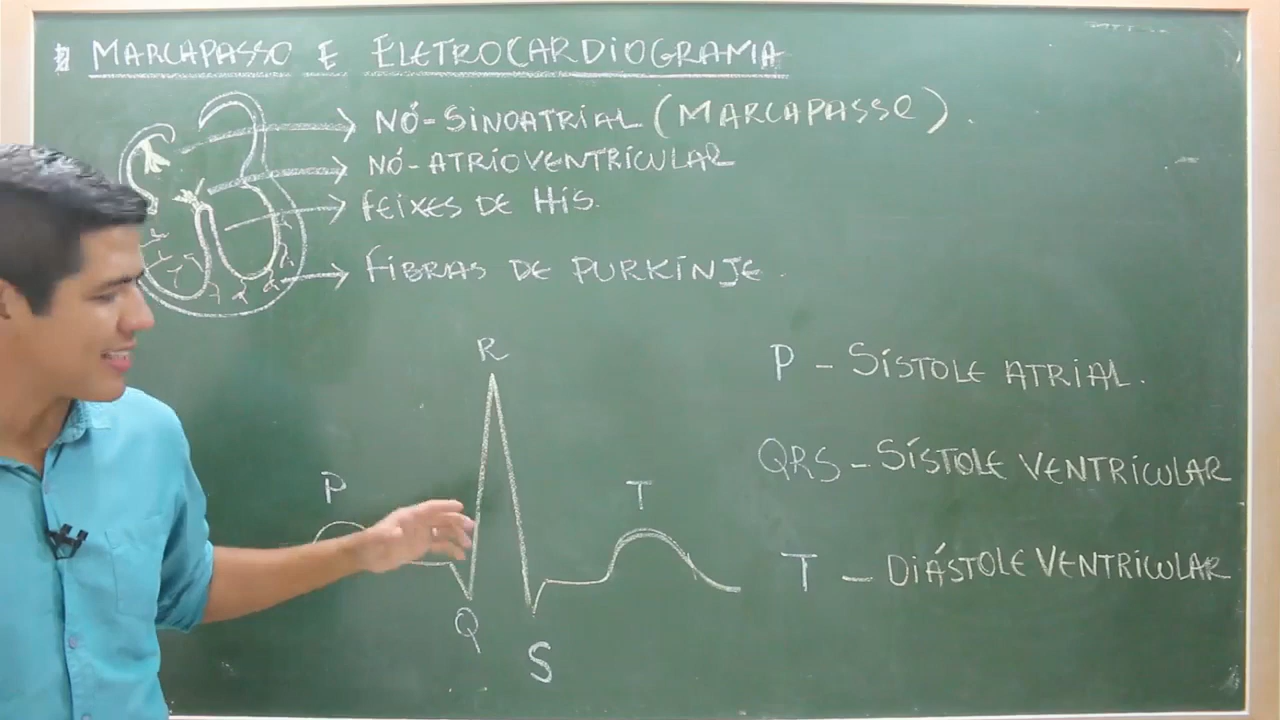 MARCAPASSO E ELETROCARDIOGRAMA
NÓ-SINOATRIAL (MARCAPASSO).
NÓ-ATRIOVENTRICULAR
FEIXES DE HIS.
FIBRAS DE PURKINJE.
R
P
T
Q
S
P - SÍSTOLE ATRIAL.
QRS - SÍSTOLE VENTRICULAR
T - DIÁSTOLE VENTRICULAR